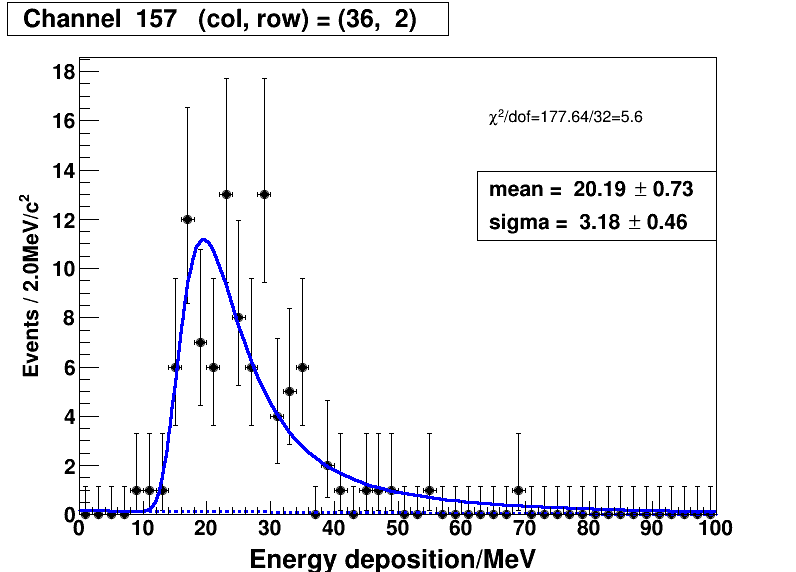 Channel  157   (col, row) = (36,  2)
χ²/dof=177.64/32=5.6
mean =  20.19 ± 0.73
sigma =  3.18 ± 0.46
Events / 2.0MeV/c²
18
16
14
12
10
8
6
4
2
0
0 10 20 30 40 50 60 70 80 90 100
Energy deposition/MeV